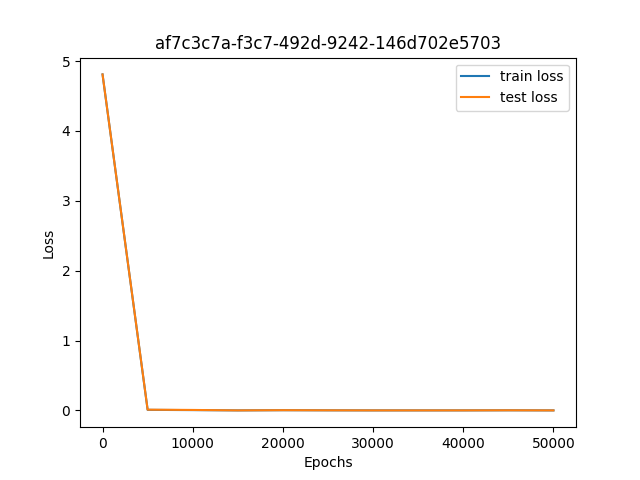 af7c3c7a-f3c7-492d-9242-146d702e5703
train loss
test loss
5
4
3
2
1
0
Loss
0 10000 20000 30000 40000 50000
Epochs